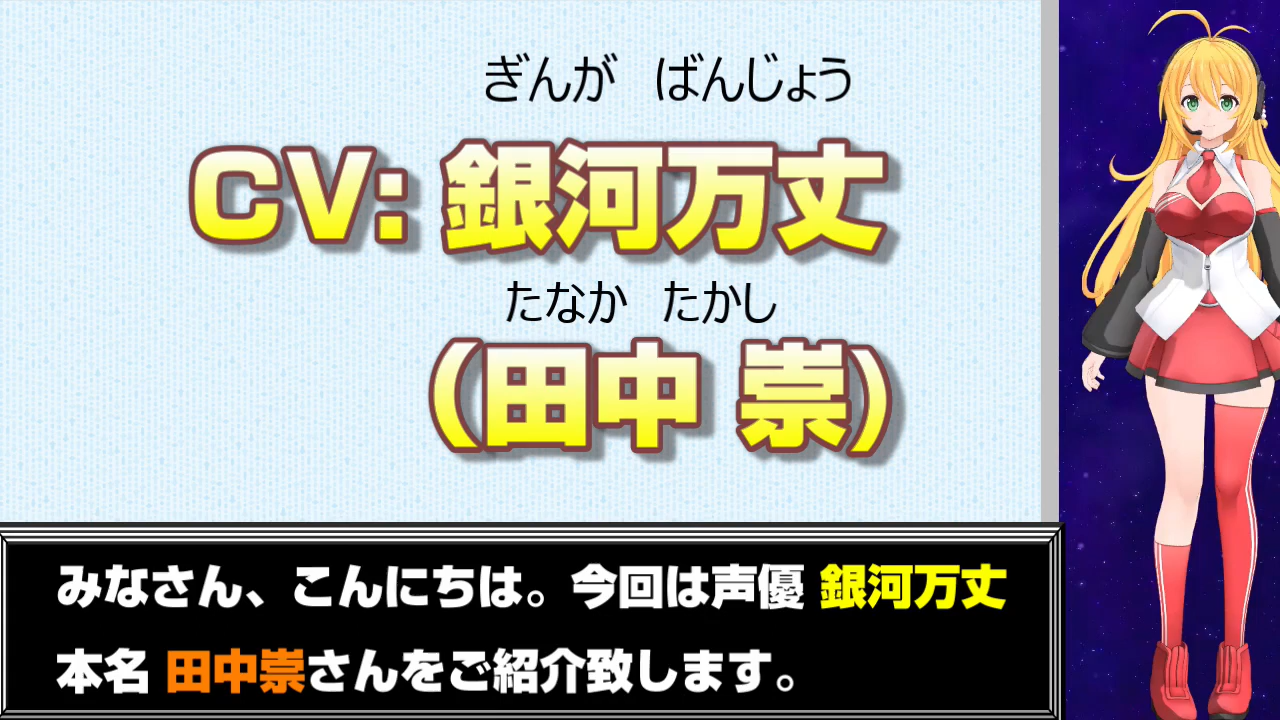 ぎんが ばんじょう
CV: 銀河万丈
たなか たかし
(田中 崇)
みなさん、こんにちは。今回は声優 銀河万丈
本名 田中崇さんをご紹介致します。